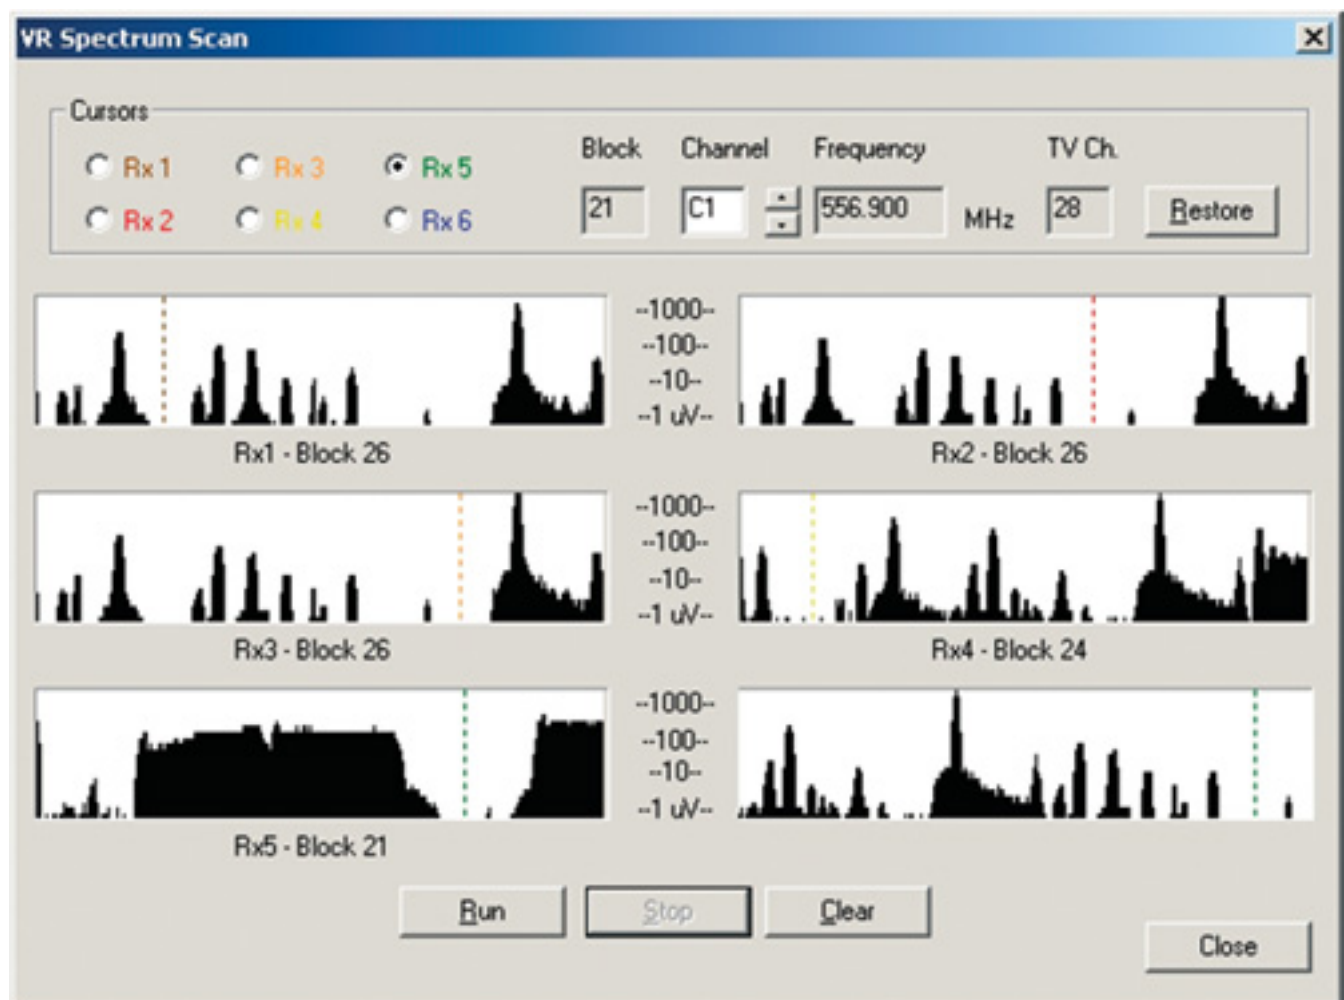 VR Spectrum Scan
Cursors
Rx 1 Rx 3 Rx 5 Block Channel Frequency TV Ch.
Rx 2 Rx 4 Rx 6 21 C1 556.900 MHz 28 Restore
--1000--
--100--
--10--
--1 uV--
Rx1 - Block 26 Rx2 - Block 26
--1000--
--100--
--10--
--1 uV--
Rx3 - Block 26 Rx4 - Block 24
--1000--
--100--
--10--
--1 uV--
Rx5 - Block 21
Run Stop Clear
Close